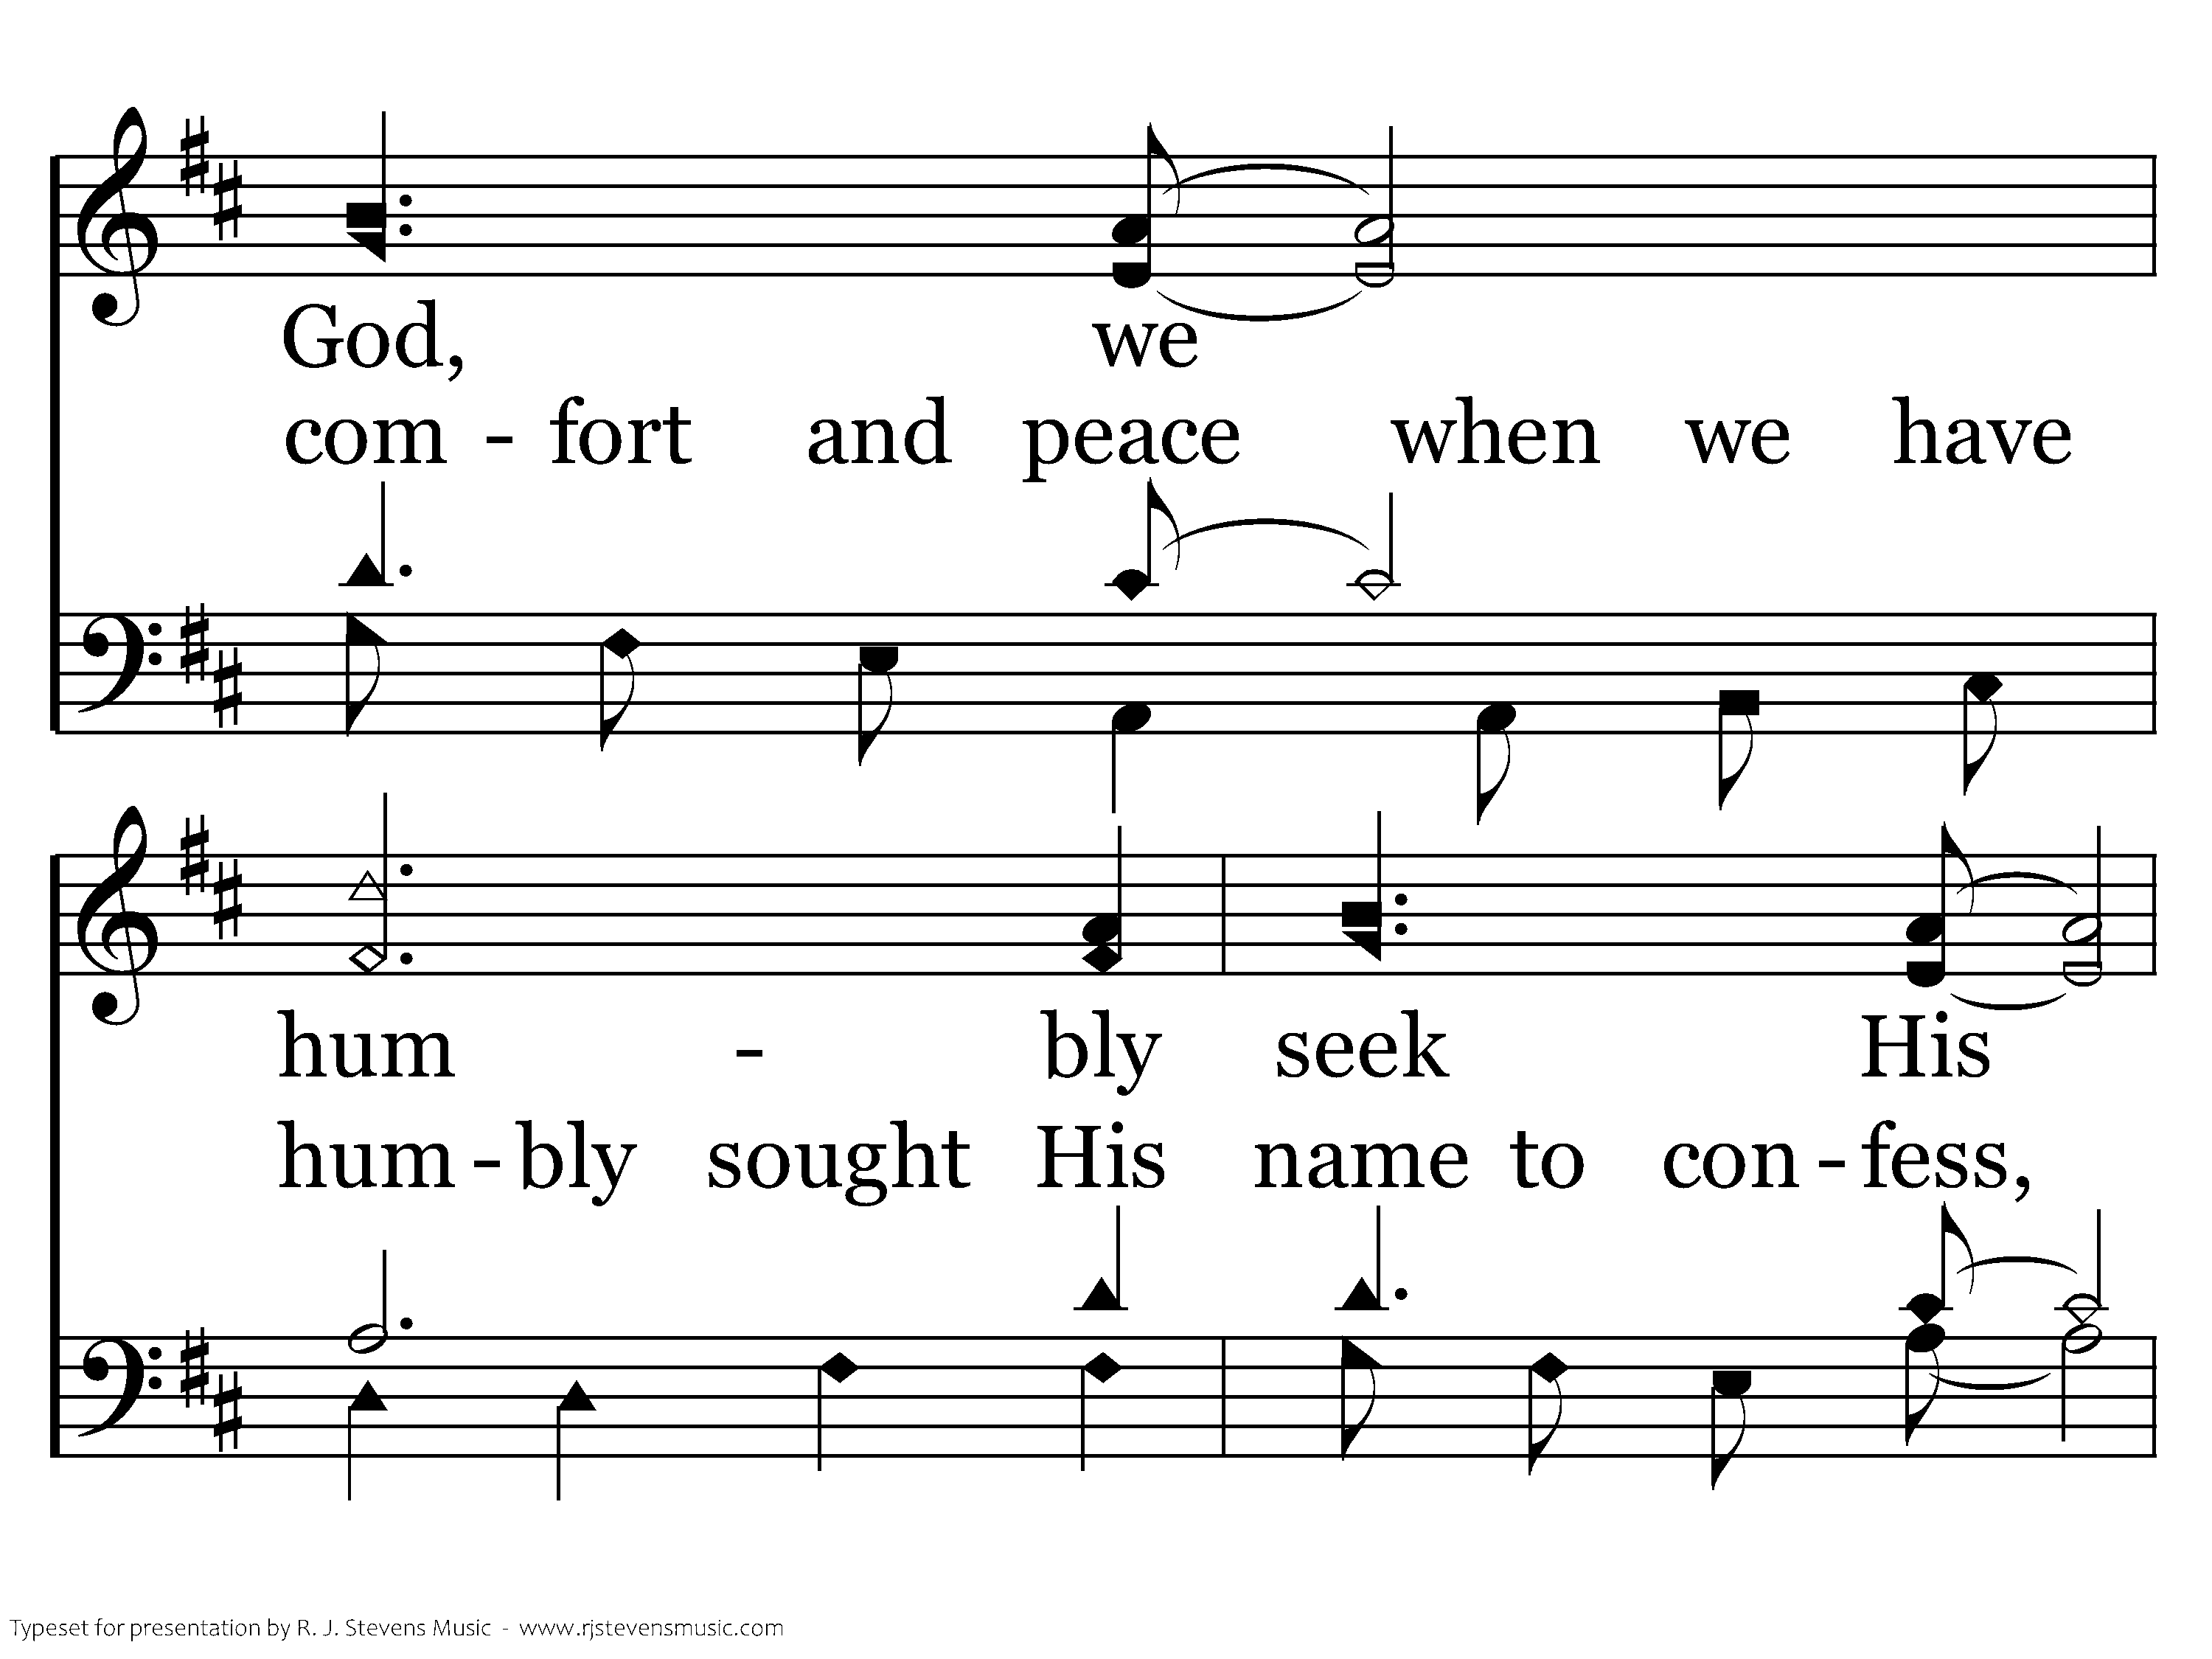 God, we
com - fort and peace when we have
hum - bly seek His
hum - bly sought His name to con - fess,
Typeset for presentation by R. J. Stevens Music - www.rjstevensmusic.com